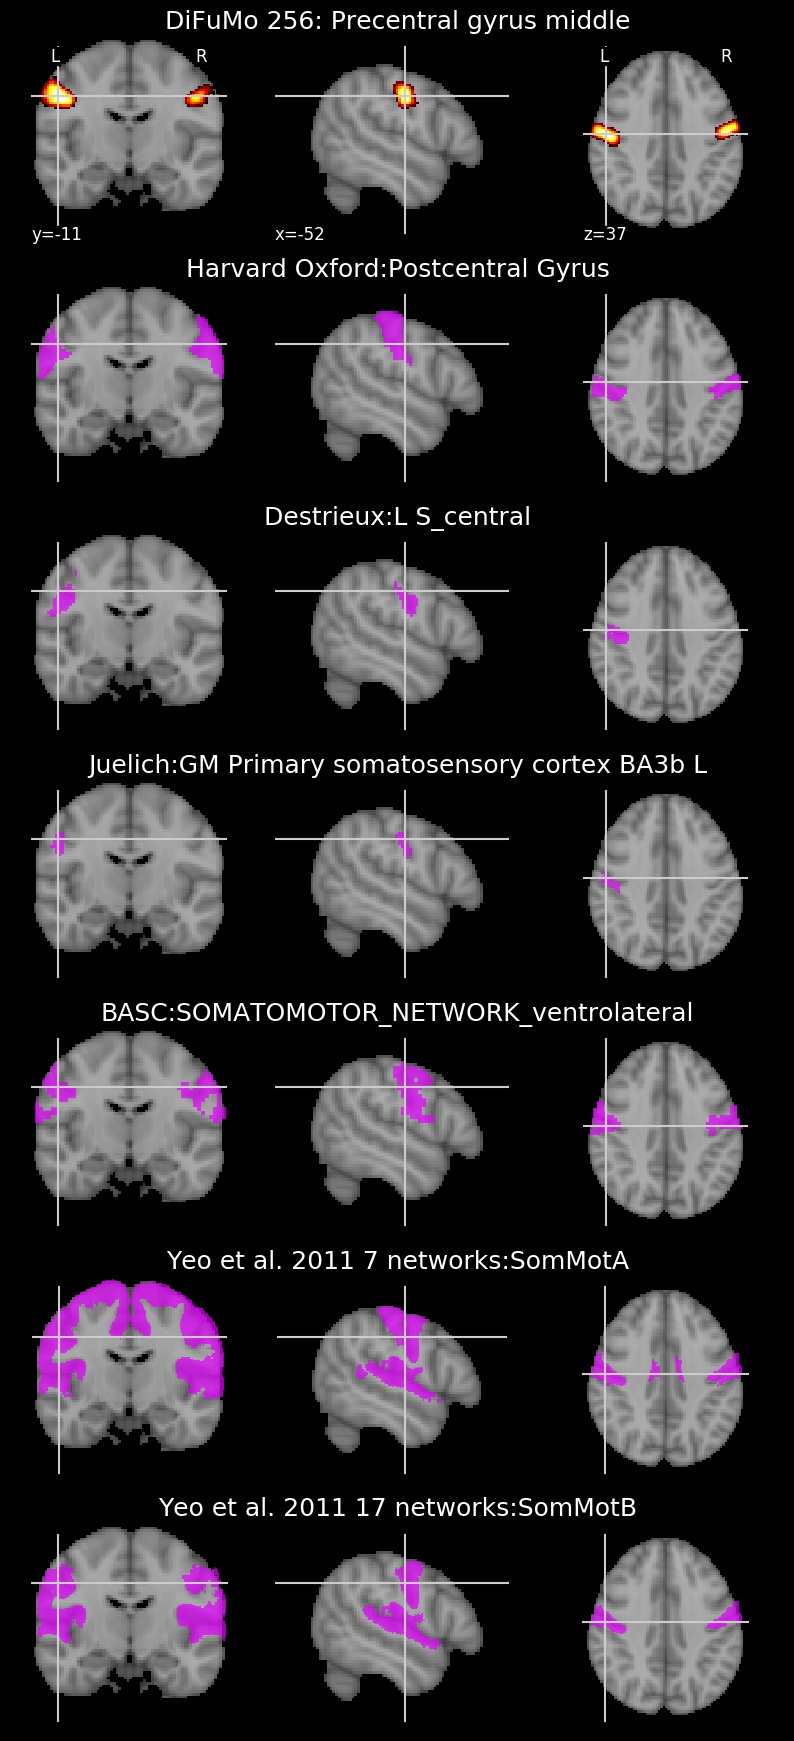 DiFuMo 256: Precentral gyrus middle
L R L R
y=-11 x=-52 z=37
Harvard Oxford:Postcentral Gyrus
Destrieux:L S_central
Juelich:GM Primary somatosensory cortex BA3b L
BASC:SOMATOMOTOR_NETWORK_ventrolateral
Yeo et al. 2011 7 networks:SomMotA
Yeo et al. 2011 17 networks:SomMotB